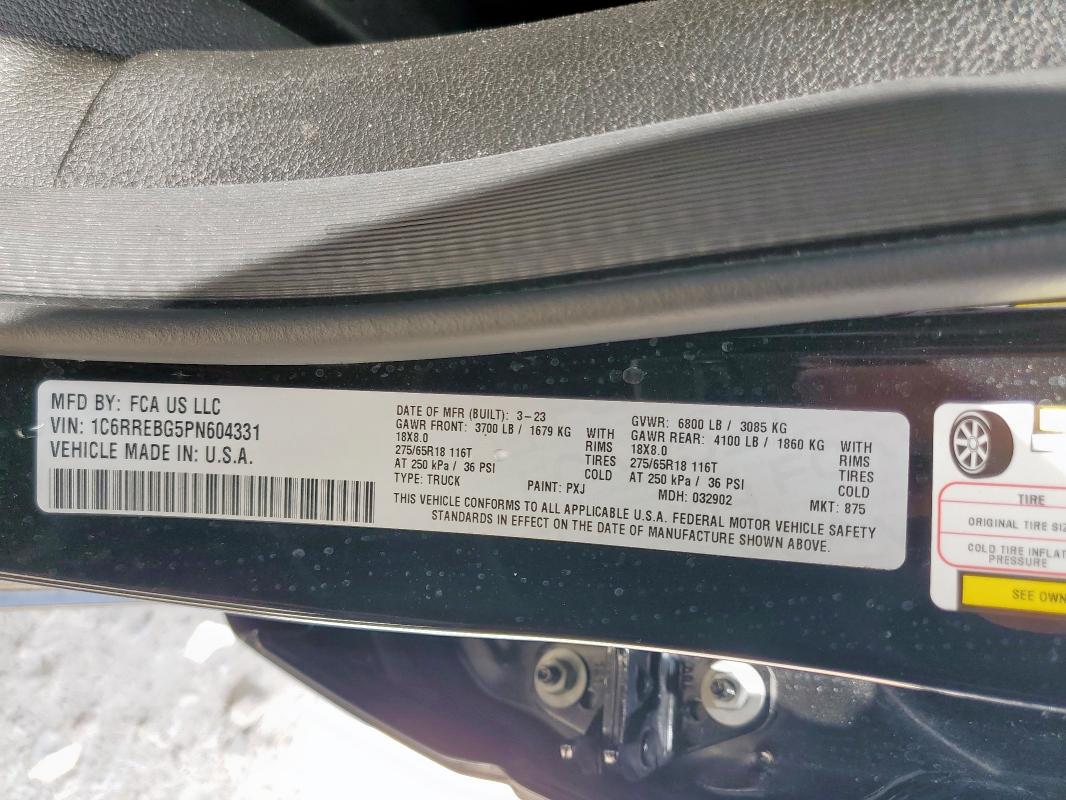 MFD BY: FCA US LLC
VIN: 1C6RREBG5PN604331
VEHICLE MADE IN: U.S.A.
DATE OF MFR (BUILT): 3-23
GAWR FRONT: 3700 LB / 1679 KG WITH
18X8.0 RIMS
275/65R18 116T TIRES
AT 250 kPa / 36 PSI COLD
TYPE: TRUCK PAINT: PXJ
GVWR: 6800 LB / 3085 KG
GAWR REAR: 4100 LB / 1860 KG WITH
18X8.0 RIMS
275/65R18 116T TIRES
AT 250 kPa / 36 PSI COLD
MDH: 032902 MKT: 875
THIS VEHICLE CONFORMS TO ALL APPLICABLE U.S.A. FEDERAL MOTOR VEHICLE SAFETY
STANDARDS IN EFFECT ON THE DATE OF MANUFACTURE SHOWN ABOVE.
TIRE
ORIGINAL TIRE SIZ
COLD TIRE INFLAT
PRESSURE
SEE OWN